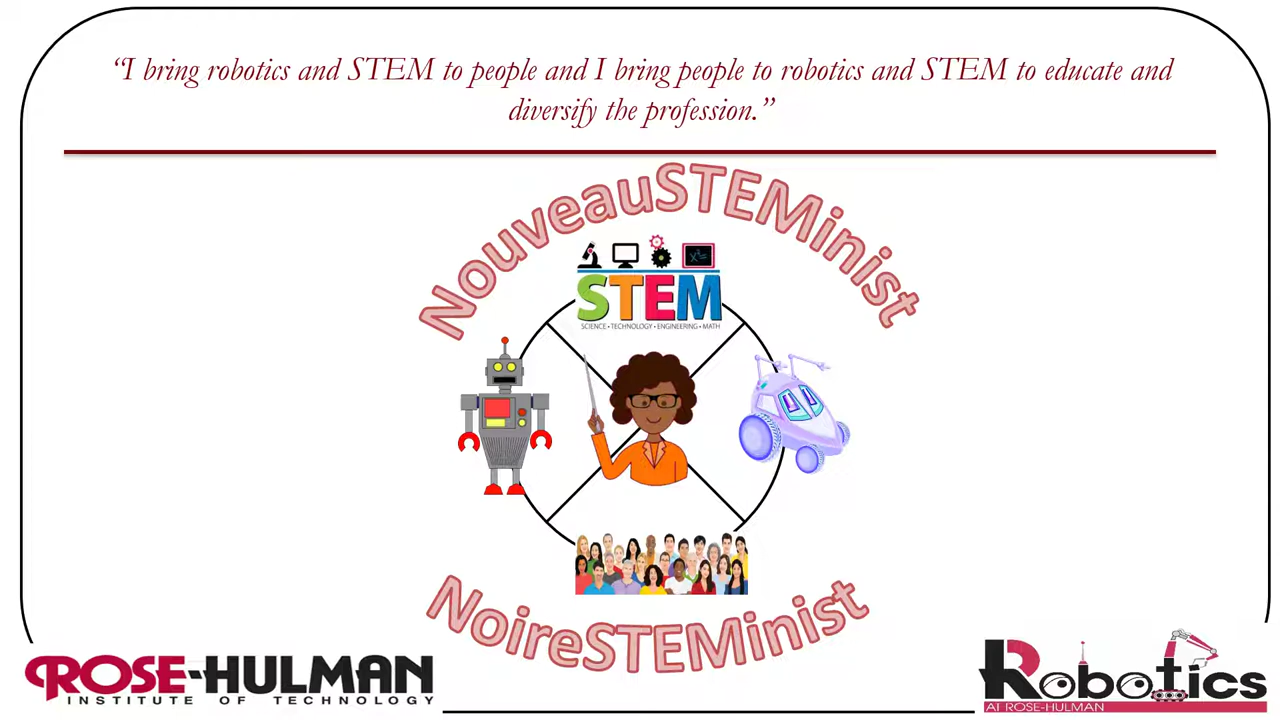 “I bring robotics and STEM to people and I bring people to robotics and STEM to educate and
diversify the profession.”
NouveauSTEMinist
x²=
STEM
SCIENCE • TECHNOLOGY • ENGINEERING • MATH
NoireSTEMinist
ROSE-HULMAN
INSTITUTE OF TECHNOLOGY
Robotics
AT ROSE-HULMAN